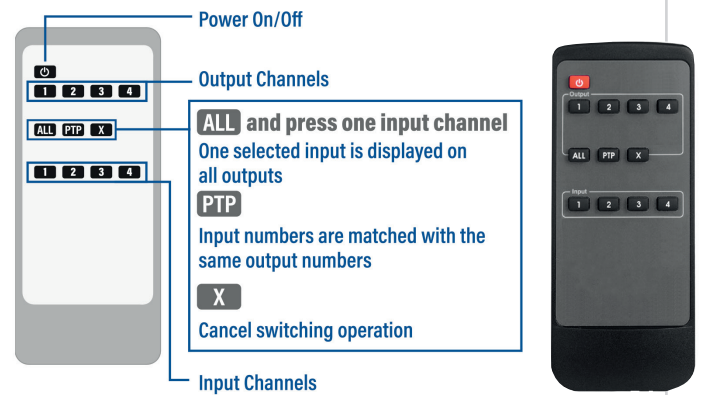 Power On/Off
1 2 3 4
Output Channels
ALL PTP X
1 2 3 4
ALL and press one input channel
One selected input is displayed on
all outputs
PTP
Input numbers are matched with the
same output numbers
X
Cancel switching operation
Input Channels
Output
1 2 3 4
ALL PTP X
Input
1 2 3 4